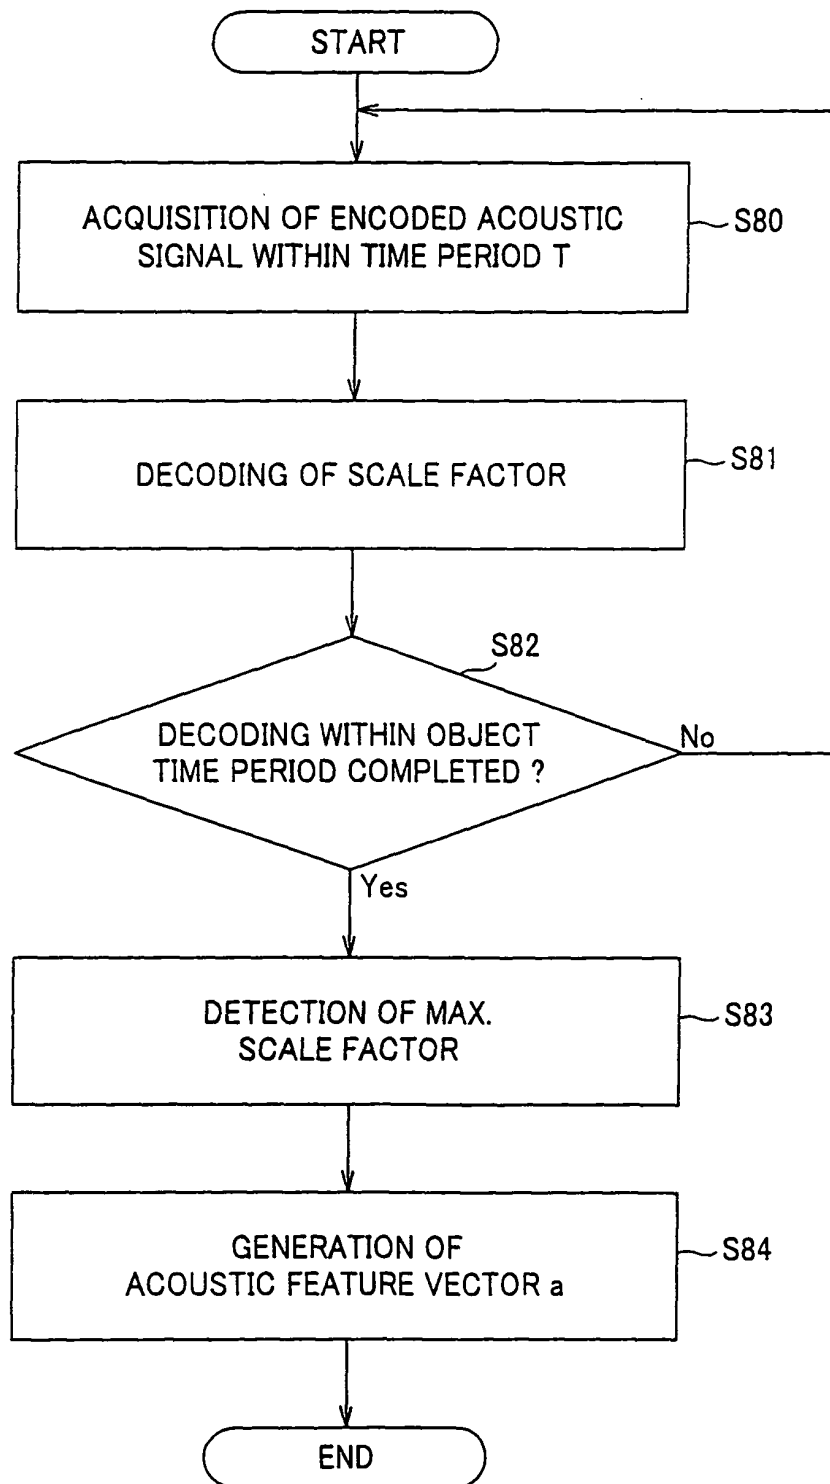 START
ACQUISITION OF ENCODED ACOUSTIC
SIGNAL WITHIN TIME PERIOD T
S80
DECODING OF SCALE FACTOR
S81
S82
DECODING WITHIN OBJECT
TIME PERIOD COMPLETED ?
No
Yes
DETECTION OF MAX.
SCALE FACTOR
S83
GENERATION OF
ACOUSTIC FEATURE VECTOR a
S84
END